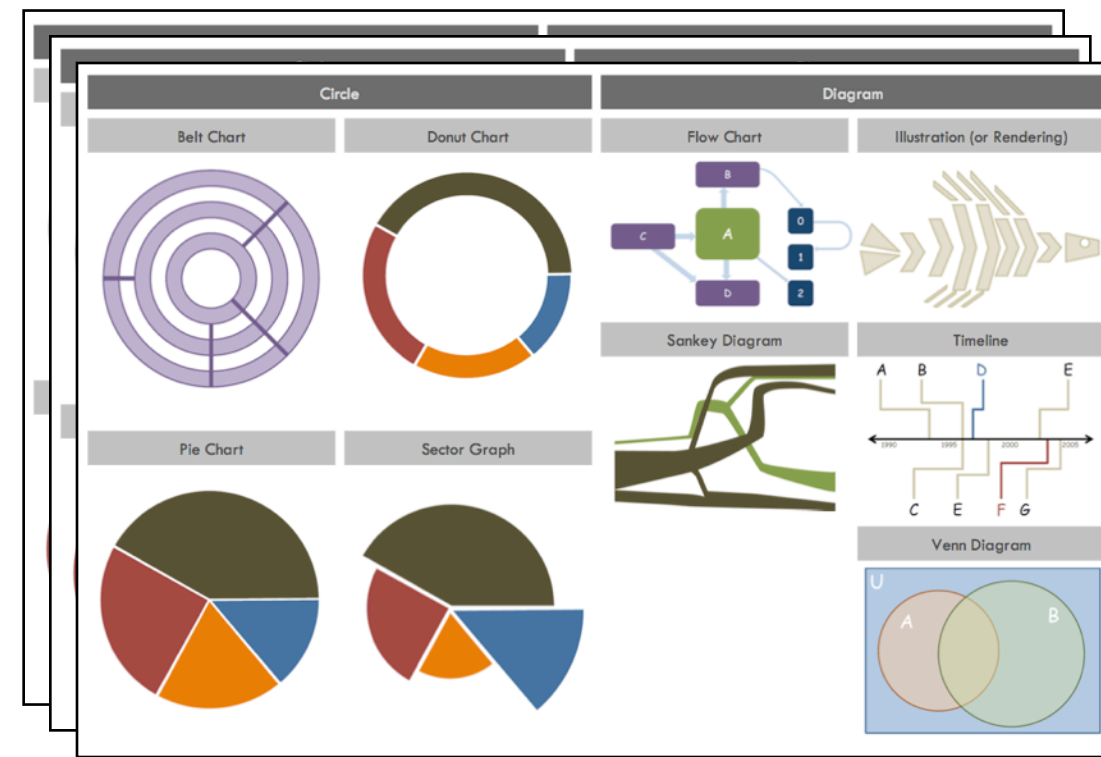 Circle
Diagram
Belt Chart
Donut Chart
Flow Chart
Illustration (or Rendering)
B
C
A
D
0
1
2
Sankey Diagram
Timeline
A B D E
1990 1995 2000 2005
C E F G
Pie Chart
Sector Graph
Venn Diagram
U
A
B